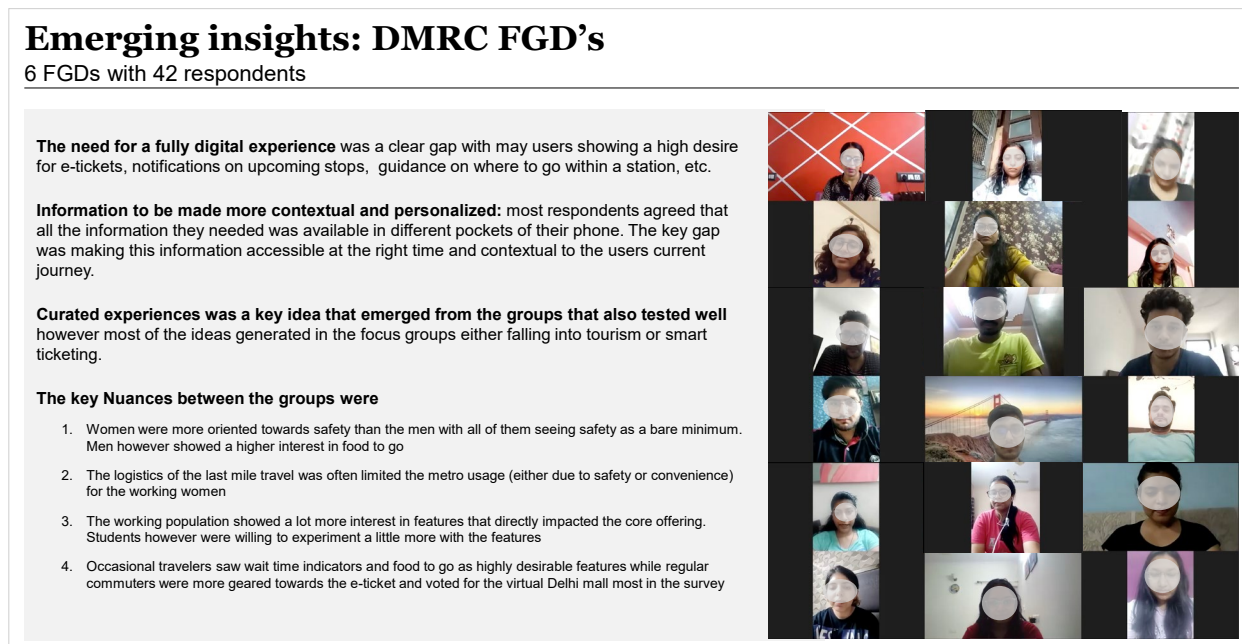 Emerging insights: DMRC FGD’s
6 FGDs with 42 respondents
The need for a fully digital experience was a clear gap with may users showing a high desire
for e-tickets, notifications on upcoming stops, guidance on where to go within a station, etc.
Information to be made more contextual and personalized: most respondents agreed that
all the information they needed was available in different pockets of their phone. The key gap
was making this information accessible at the right time and contextual to the users current
journey.
Curated experiences was a key idea that emerged from the groups that also tested well
however most of the ideas generated in the focus groups either falling into tourism or smart
ticketing.
The key Nuances between the groups were
1. Women were more oriented towards safety than the men with all of them seeing safety as a bare minimum.
Men however showed a higher interest in food to go
2. The logistics of the last mile travel was often limited the metro usage (either due to safety or convenience)
for the working women
3. The working population showed a lot more interest in features that directly impacted the core offering.
Students however were willing to experiment a little more with the features
4. Occasional travelers saw wait time indicators and food to go as highly desirable features while regular
commuters were more geared towards the e-ticket and voted for the virtual Delhi mall most in the survey